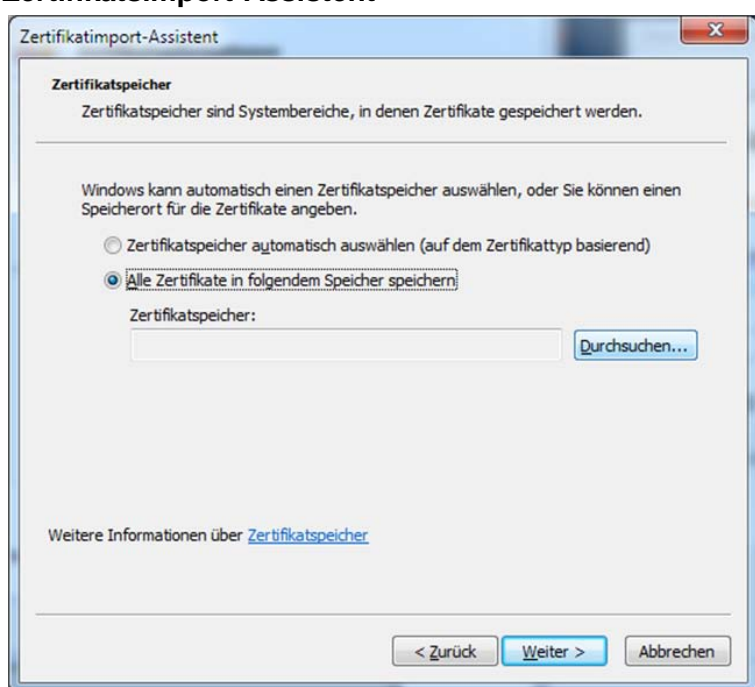 Zertifikatsimport-Assistent
Zertifikatimport-Assistent
Zertifikatspeicher
Zertifikatspeicher sind Systembereiche, in denen Zertifikate gespeichert werden.
Windows kann automatisch einen Zertifikatspeicher auswählen, oder Sie können einen
Speicherort für die Zertifikate angeben.
Zertifikatspeicher automatisch auswählen (auf dem Zertifikattyp basierend)
Alle Zertifikate in folgendem Speicher speichern
Zertifikatspeicher:
Durchsuchen...
Weitere Informationen über Zertifikatspeicher
< Zurück Weiter > Abbrechen